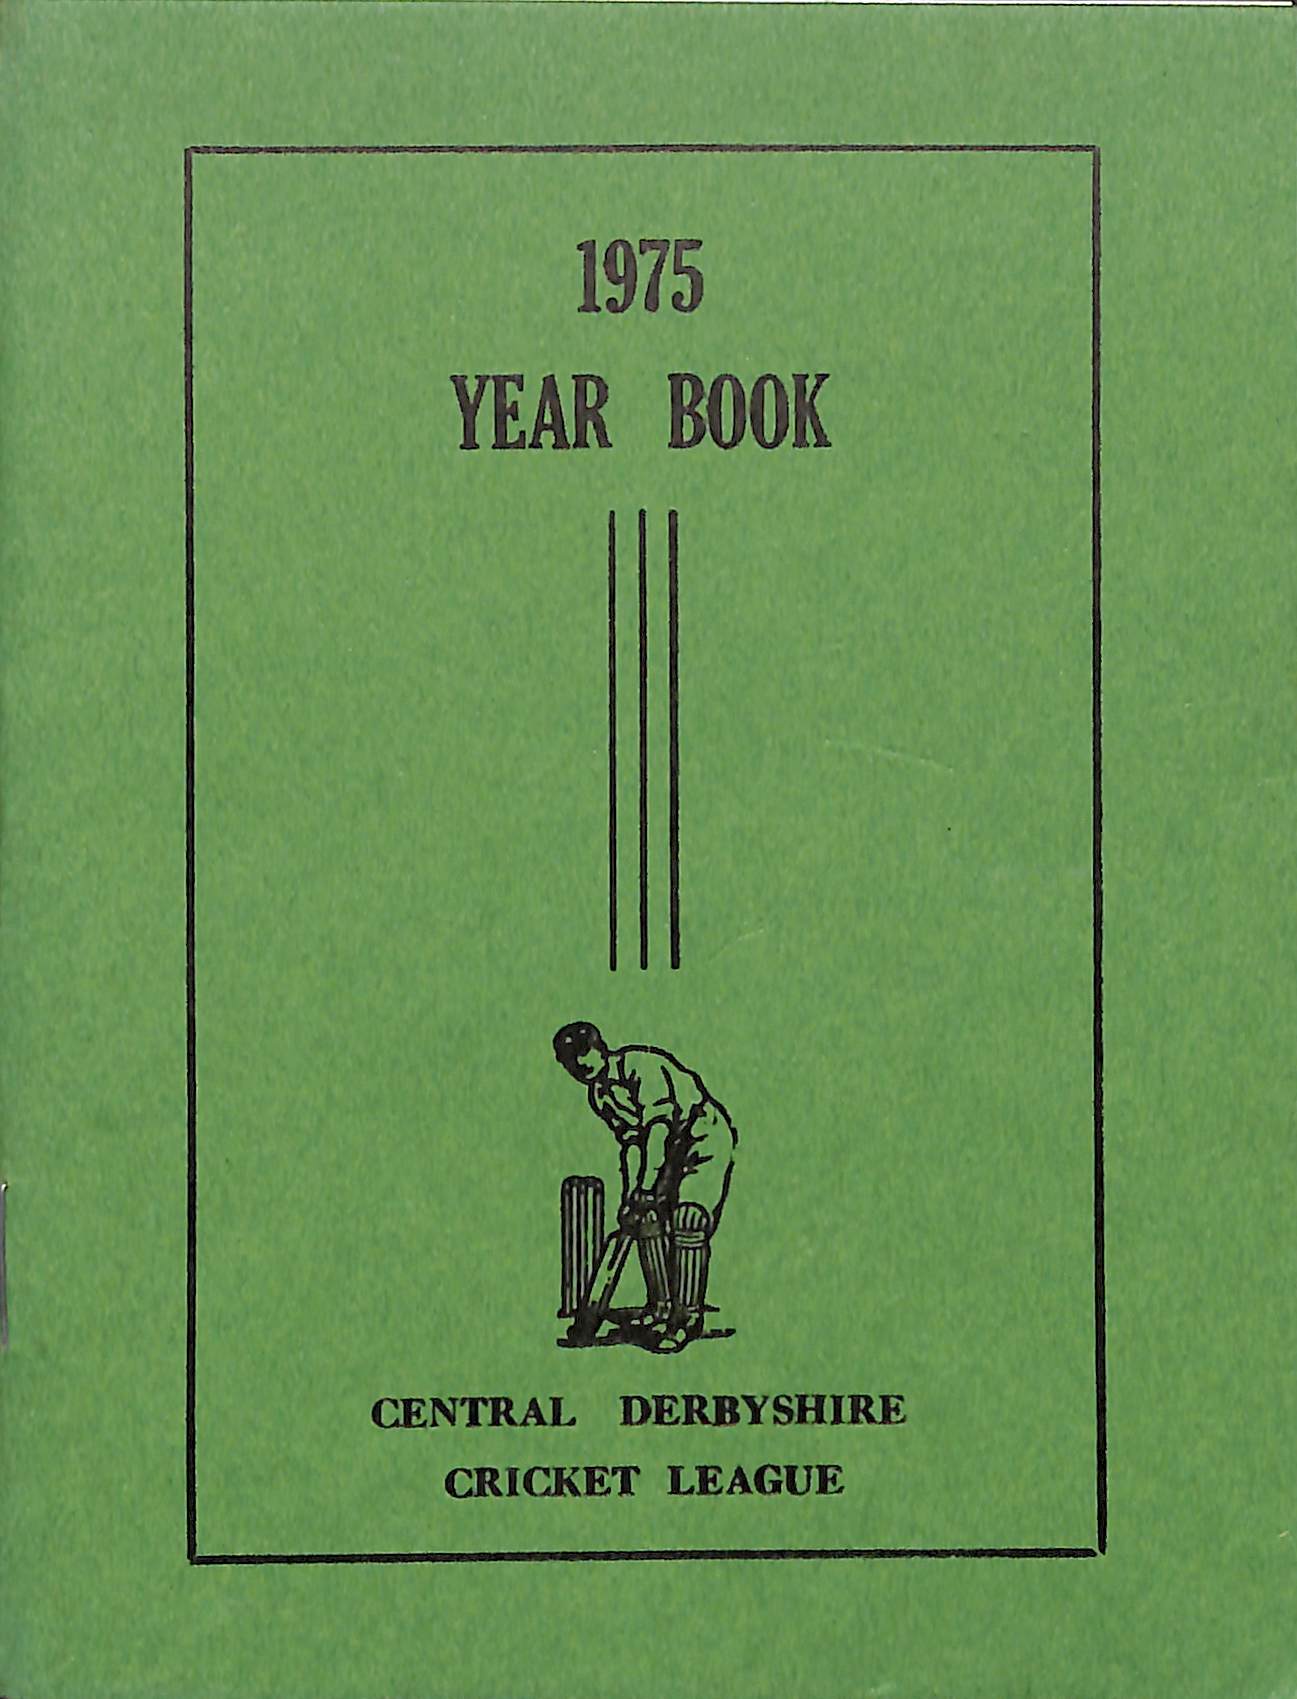 1975
YEAR BOOK
CENTRAL DERBYSHIRE
CRICKET LEAGUE